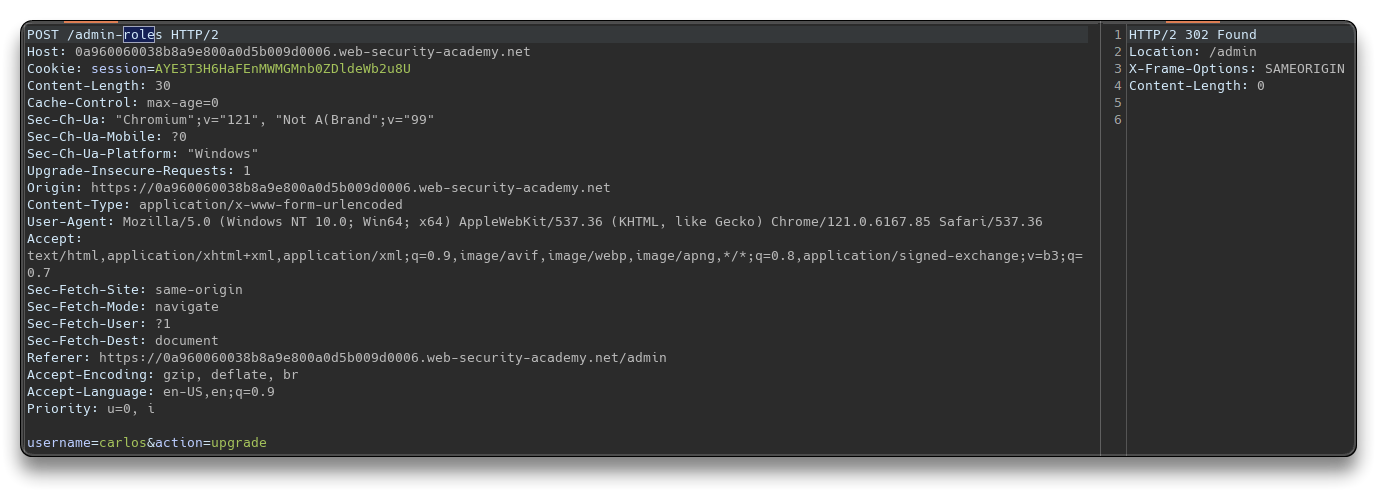 POST /admin-roles HTTP/2
Host: 0a960060038b8a9e800a0d5b009d0006.web-security-academy.net
Cookie: session=AYE3T3H6HaFEnMWMGMnb0ZDldeWb2u8U
Content-Length: 30
Cache-Control: max-age=0
Sec-Ch-Ua: "Chromium";v="121", "Not A(Brand";v="99"
Sec-Ch-Ua-Mobile: ?0
Sec-Ch-Ua-Platform: "Windows"
Upgrade-Insecure-Requests: 1
Origin: https://0a960060038b8a9e800a0d5b009d0006.web-security-academy.net
Content-Type: application/x-www-form-urlencoded
User-Agent: Mozilla/5.0 (Windows NT 10.0; Win64; x64) AppleWebKit/537.36 (KHTML, like Gecko) Chrome/121.0.6167.85 Safari/537.36
Accept:
text/html,application/xhtml+xml,application/xml;q=0.9,image/avif,image/webp,image/apng,*/*;q=0.8,application/signed-exchange;v=b3;q=
0.7
Sec-Fetch-Site: same-origin
Sec-Fetch-Mode: navigate
Sec-Fetch-User: ?1
Sec-Fetch-Dest: document
Referer: https://0a960060038b8a9e800a0d5b009d0006.web-security-academy.net/admin
Accept-Encoding: gzip, deflate, br
Accept-Language: en-US,en;q=0.9
Priority: u=0, i
username=carlos&action=upgrade
1 HTTP/2 302 Found
2 Location: /admin
3 X-Frame-Options: SAMEORIGIN
4 Content-Length: 0
5
6